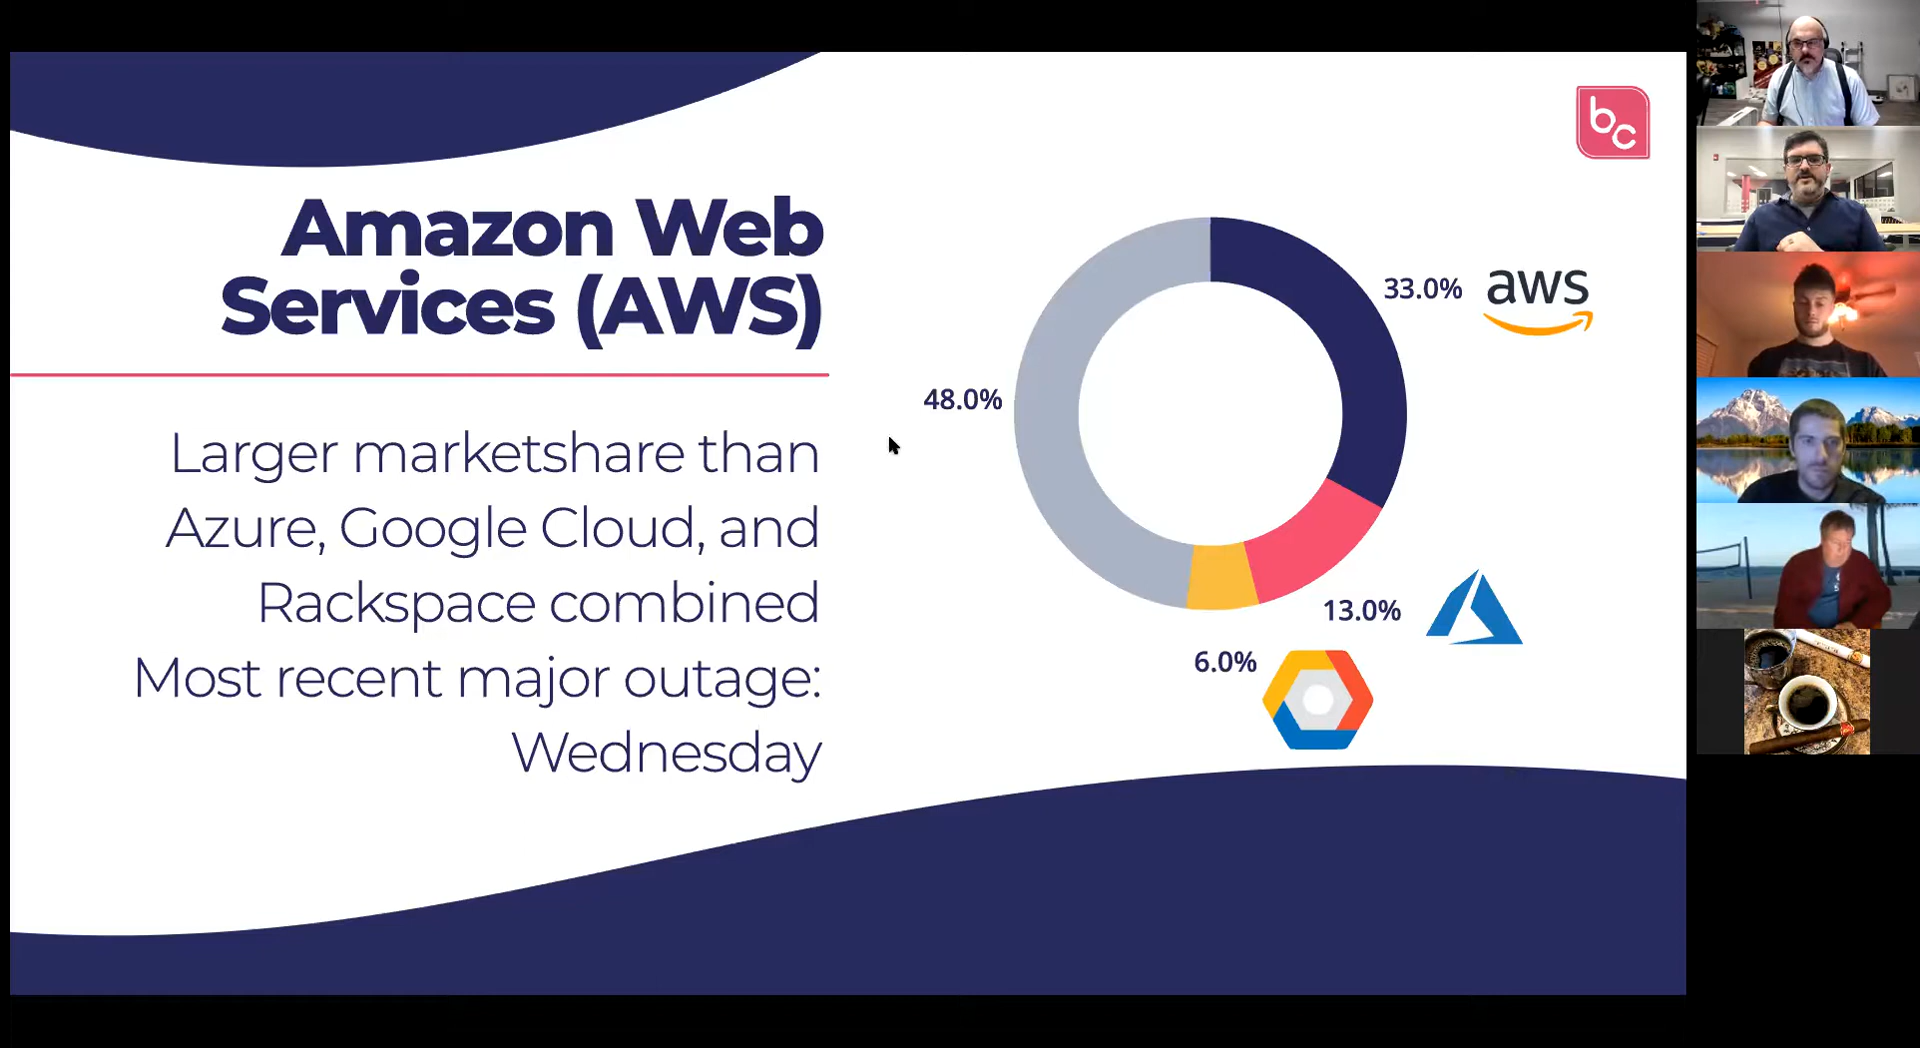 bc
Amazon Web
Services (AWS)
Larger marketshare than
Azure, Google Cloud, and
Rackspace combined
Most recent major outage:
Wednesday
33.0%
aws
48.0%
13.0%
6.0%